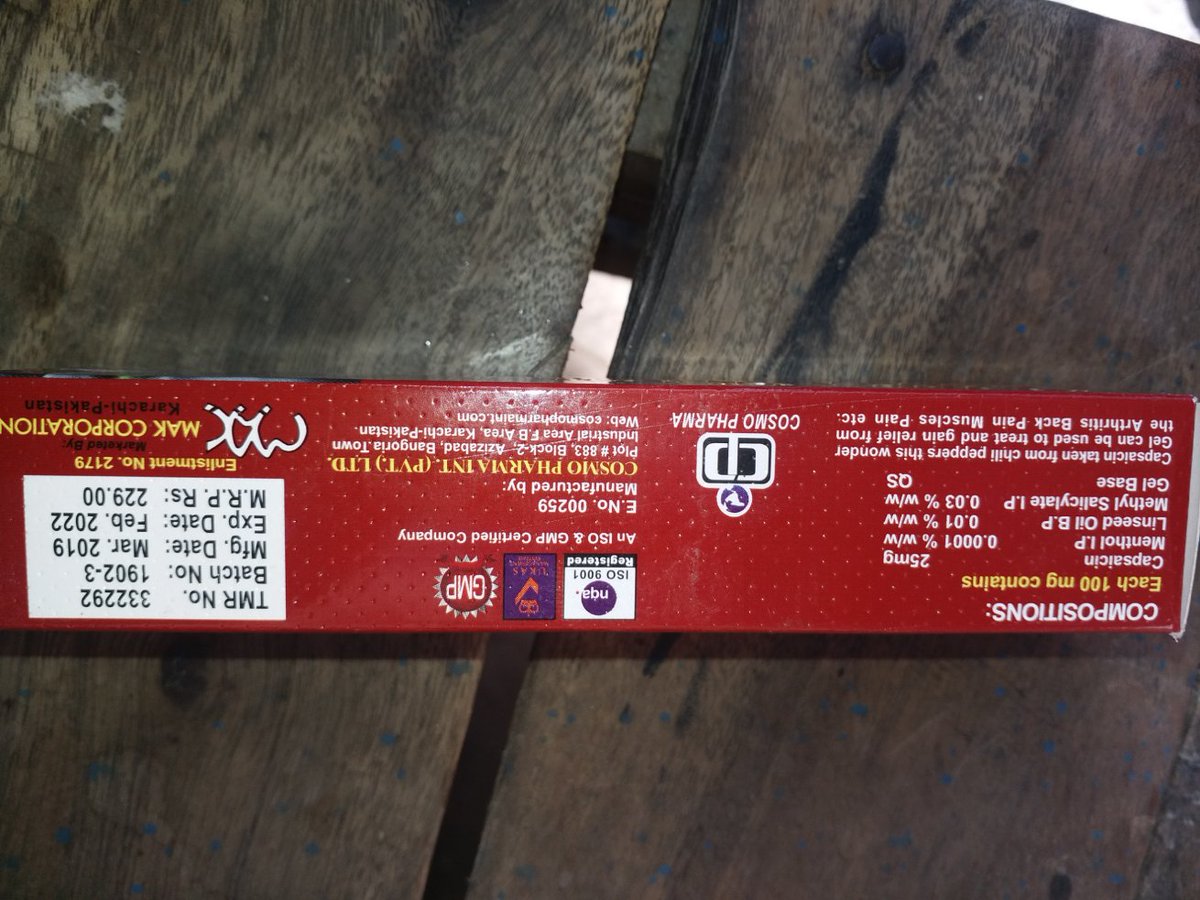 COMPOSITIONS:
Each 100 mg contains
Capsaicin 25mg
Menthol I.P 0.0001 % w/w
Linseed Oil B.P 0.01 % w/w
Methyl Salicylate I.P 0.03 % w/w
Gel Base QS
Capsaicin taken from chili peppers this wonder
Gel can be used to treat and gain relief from
the Arthritis Back-Pain Muscles -Pain etc.
COSMO PHARMA
nqa.
ISO 9001
Registered
UKAS
MANAGEMENT
GMP
An ISO & GMP Certified Company
E.No. 00259
Manufactured by:
COSMO PHARMA INT. (PVT.) LTD.
Plot # 883, Block-2, Azizabad, Bangoria Town
Industrial Area F.B Area, Karachi-Pakistan.
Web: cosmopharmaint.com
TMR No. 332292
Batch No: 1902-3
Mfg. Date: Mar. 2019
Exp. Date: Feb. 2022
M.R.P. Rs: 229.00
Enlistment No. 2179
Marketed By:
MAK CORPORATION
Karachi-Pakistan